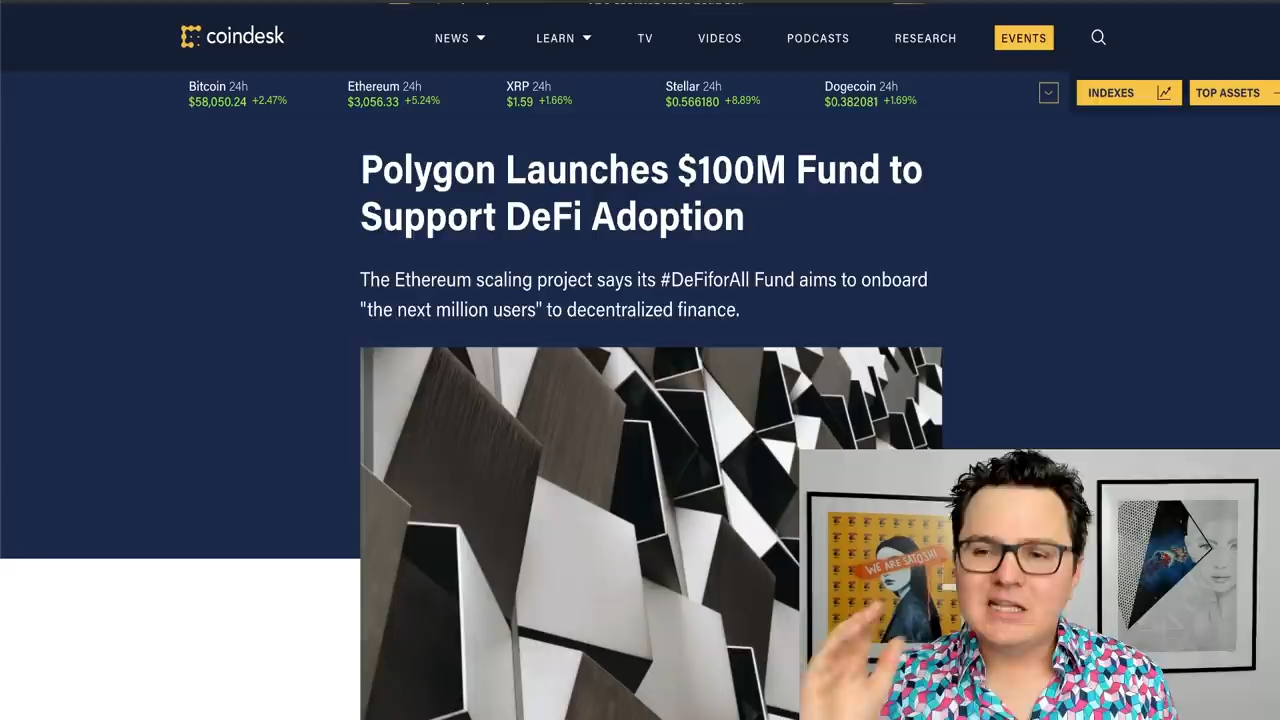 coindesk
NEWS
LEARN
TV
VIDEOS
PODCASTS
RESEARCH
EVENTS
Bitcoin 24h
$58,050.24 +2.47%
Ethereum 24h
$3,056.33 +5.24%
XRP 24h
$1.59 +1.66%
Stellar 24h
$0.566180 +8.89%
Dogecoin 24h
$0.382081 +1.69%
INDEXES
TOP ASSETS
Polygon Launches $100M Fund to
Support DeFi Adoption
The Ethereum scaling project says its #DeFiforAll Fund aims to onboard
"the next million users" to decentralized finance.
WE ARE SATOSHI